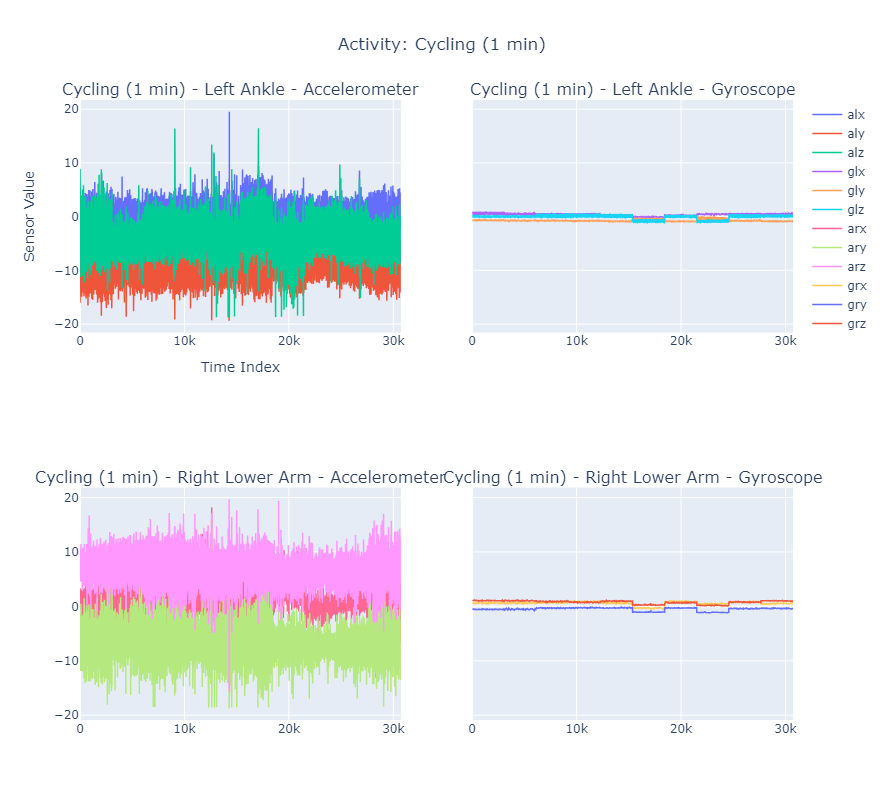 Activity: Cycling (1 min)
Cycling (1 min) - Left Ankle - Accelerometer
Cycling (1 min) - Left Ankle - Gyroscope
20
10
0
−10
−20
Sensor Value
0
10k
20k
30k
Time Index
0
10k
20k
30k
alx
aly
alz
glx
gly
glz
arx
ary
arz
grx
gry
grz
Cycling (1 min) - Right Lower Arm - Accelerometer
Cycling (1 min) - Right Lower Arm - Gyroscope
20
10
0
−10
−20
0
10k
20k
30k
0
10k
20k
30k